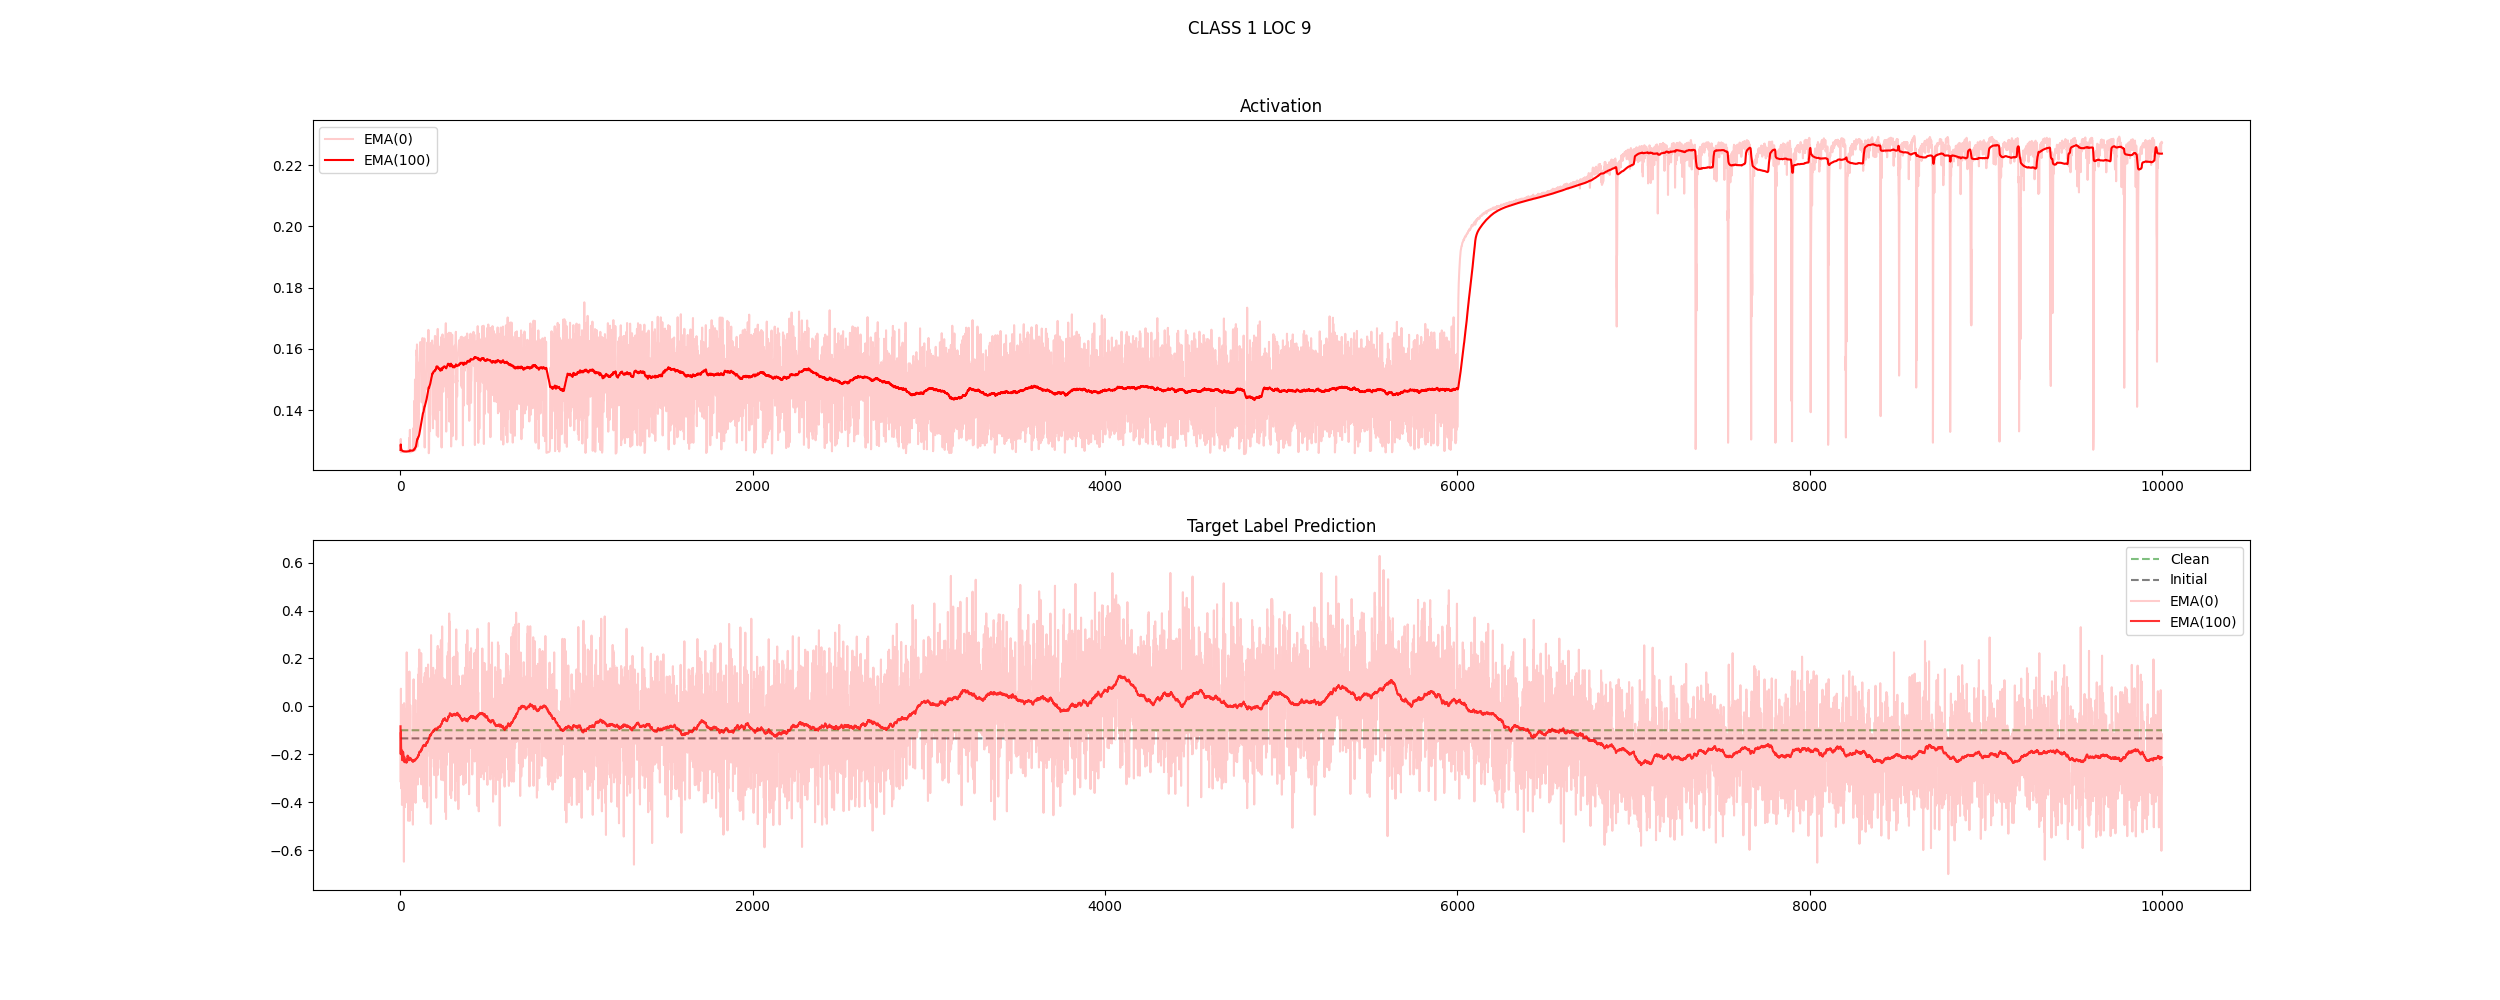 CLASS 1 LOC 9
Activation
EMA(0)
EMA(100)
0.22
0.20
0.18
0.16
0.14
0
2000
4000
6000
8000
10000
Target Label Prediction
Clean
Initial
EMA(0)
EMA(100)
0.6
0.4
0.2
0.0
−0.2
−0.4
−0.6
0
2000
4000
6000
8000
10000